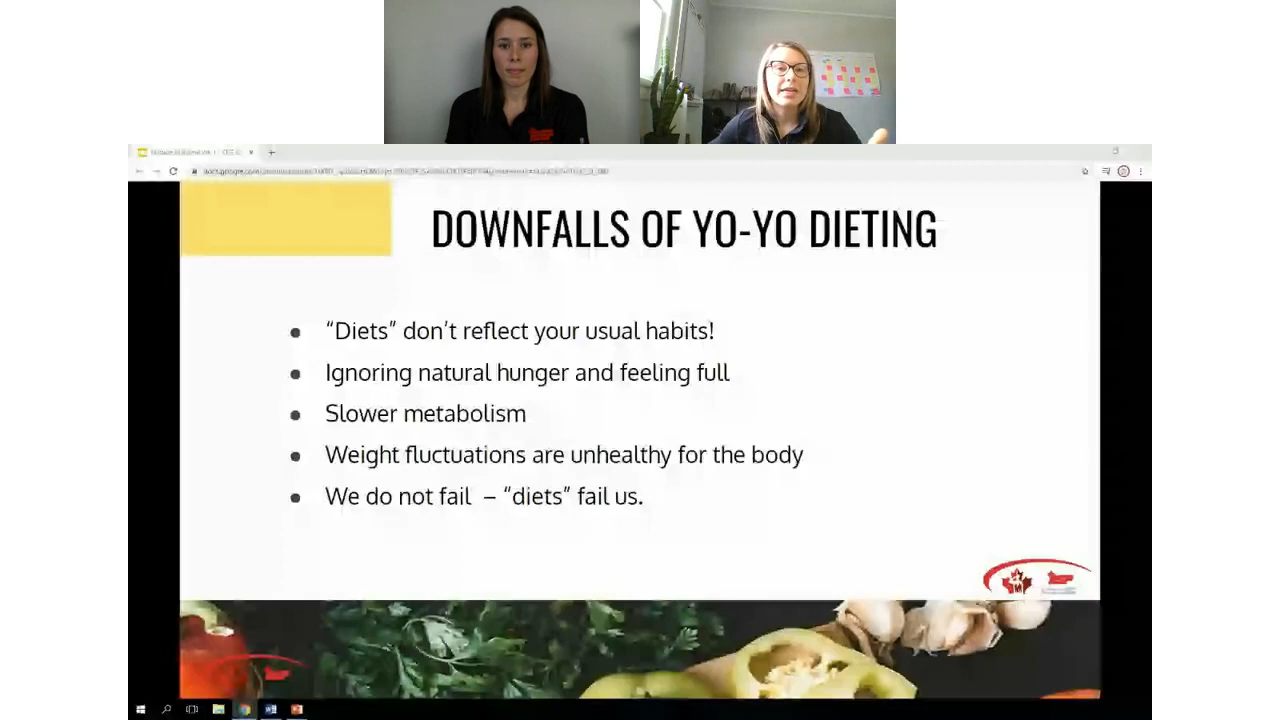 DOWNFALLS OF YO-YO DIETING
● “Diets” don’t reflect your usual habits!
● Ignoring natural hunger and feeling full
● Slower metabolism
● Weight fluctuations are unhealthy for the body
● We do not fail – “diets” fail us.